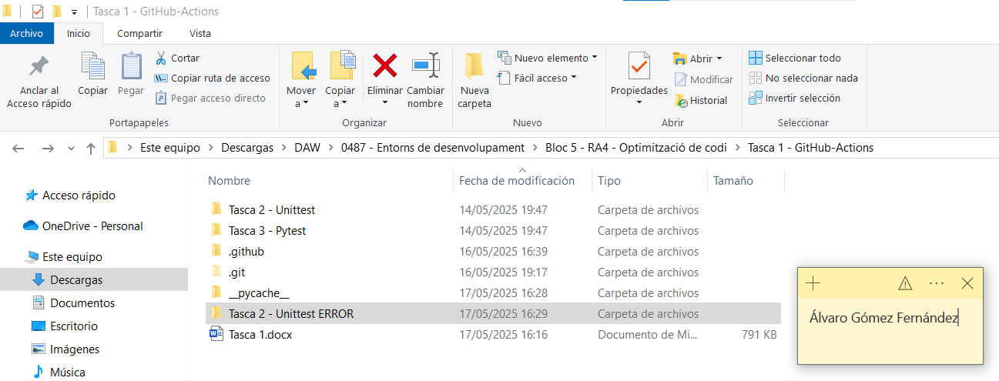 Tasca 1 - GitHub-Actions
Archivo Inicio Compartir Vista
Anclar al Acceso rápido
Copiar
Pegar
Cortar
Copiar ruta de acceso
Pegar acceso directo
Portapapeles
Mover a
Copiar a
Eliminar
Cambiar nombre
Organizar
Nueva carpeta
Nuevo elemento
Fácil acceso
Nuevo
Propiedades
Abrir
Modificar
Historial
Abrir
Seleccionar todo
No seleccionar nada
Invertir selección
Seleccionar
Este equipo > Descargas > DAW > 0487 - Entorns de desenvolupament > Bloc 5 - RA4 - Optimització de codi > Tasca 1 - GitHub-Actions
Acceso rápido
OneDrive - Personal
Este equipo
Descargas
Documentos
Escritorio
Imágenes
Música
Nombre Fecha de modificación Tipo Tamaño
Tasca 2 - Unittest 14/05/2025 19:47 Carpeta de archivos
Tasca 3 - Pytest 14/05/2025 19:47 Carpeta de archivos
.github 16/05/2025 16:39 Carpeta de archivos
.git 16/05/2025 19:17 Carpeta de archivos
__pycache__ 17/05/2025 16:28 Carpeta de archivos
Tasca 2 - Unittest ERROR 17/05/2025 16:29 Carpeta de archivos
Tasca 1.docx 17/05/2025 16:16 Documento de Mi... 791 KB
Álvaro Gómez Fernández